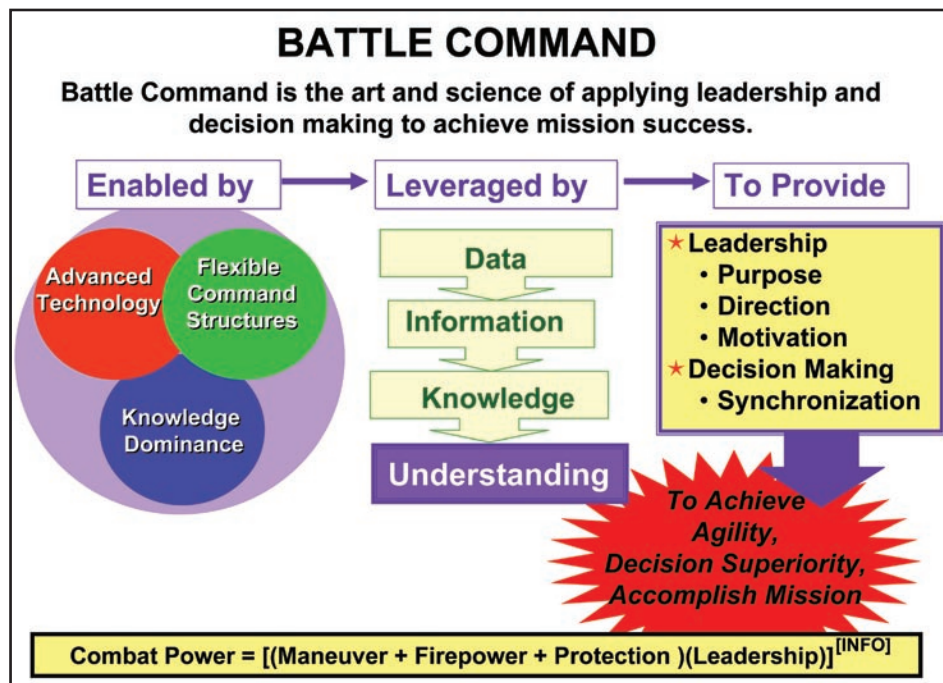 BATTLE COMMAND
Battle Command is the art and science of applying leadership and
decision making to achieve mission success.
Enabled by
Leveraged by
To Provide
Advanced
Technology
Flexible
Command
Structures
Knowledge
Dominance
Data
Information
Knowledge
Understanding
★Leadership
• Purpose
• Direction
• Motivation
★Decision Making
• Synchronization
To Achieve
Agility,
Decision Superiority,
Accomplish Mission
Combat Power = [(Maneuver + Firepower + Protection )(Leadership)][INFO]